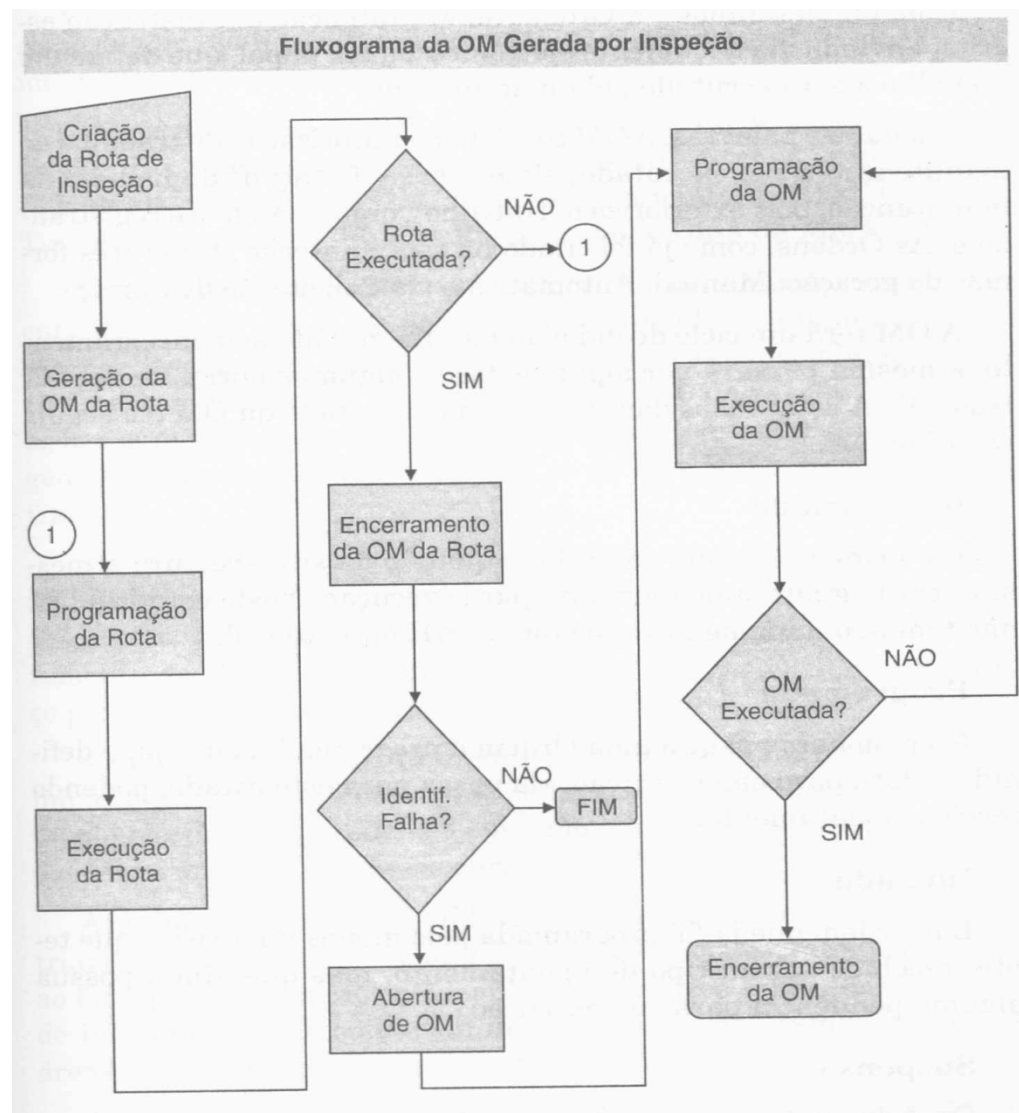 Fluxograma da OM Gerada por Inspeção
Criação
da Rota de
Inspeção
Geração da
OM da Rota
1
Programação
da Rota
Execução
da Rota
Rota
Executada?
NÃO
1
SIM
Encerramento
da OM da Rota
Identif.
Falha?
NÃO
FIM
SIM
Abertura
de OM
Programação
da OM
Execução
da OM
OM
Executada?
NÃO
SIM
Encerramento
da OM